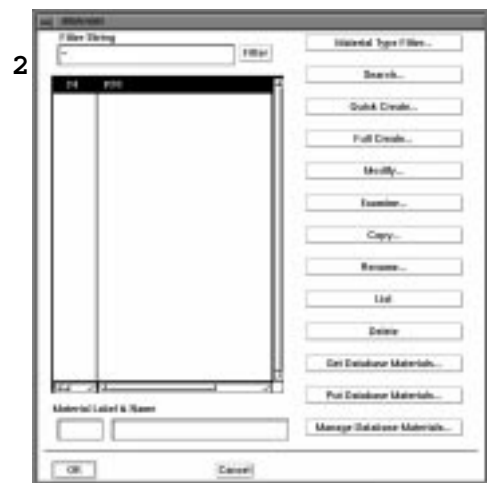 Materials
Filter String
*
Filter
2
Material Type Filter...
Search...
Quick Create...
Full Create...
Modify...
Examine...
Copy...
Rename...
List
Delete
Get Database Materials...
Put Database Materials...
Manage Database Materials...
Material Label & Name
OK
Cancel